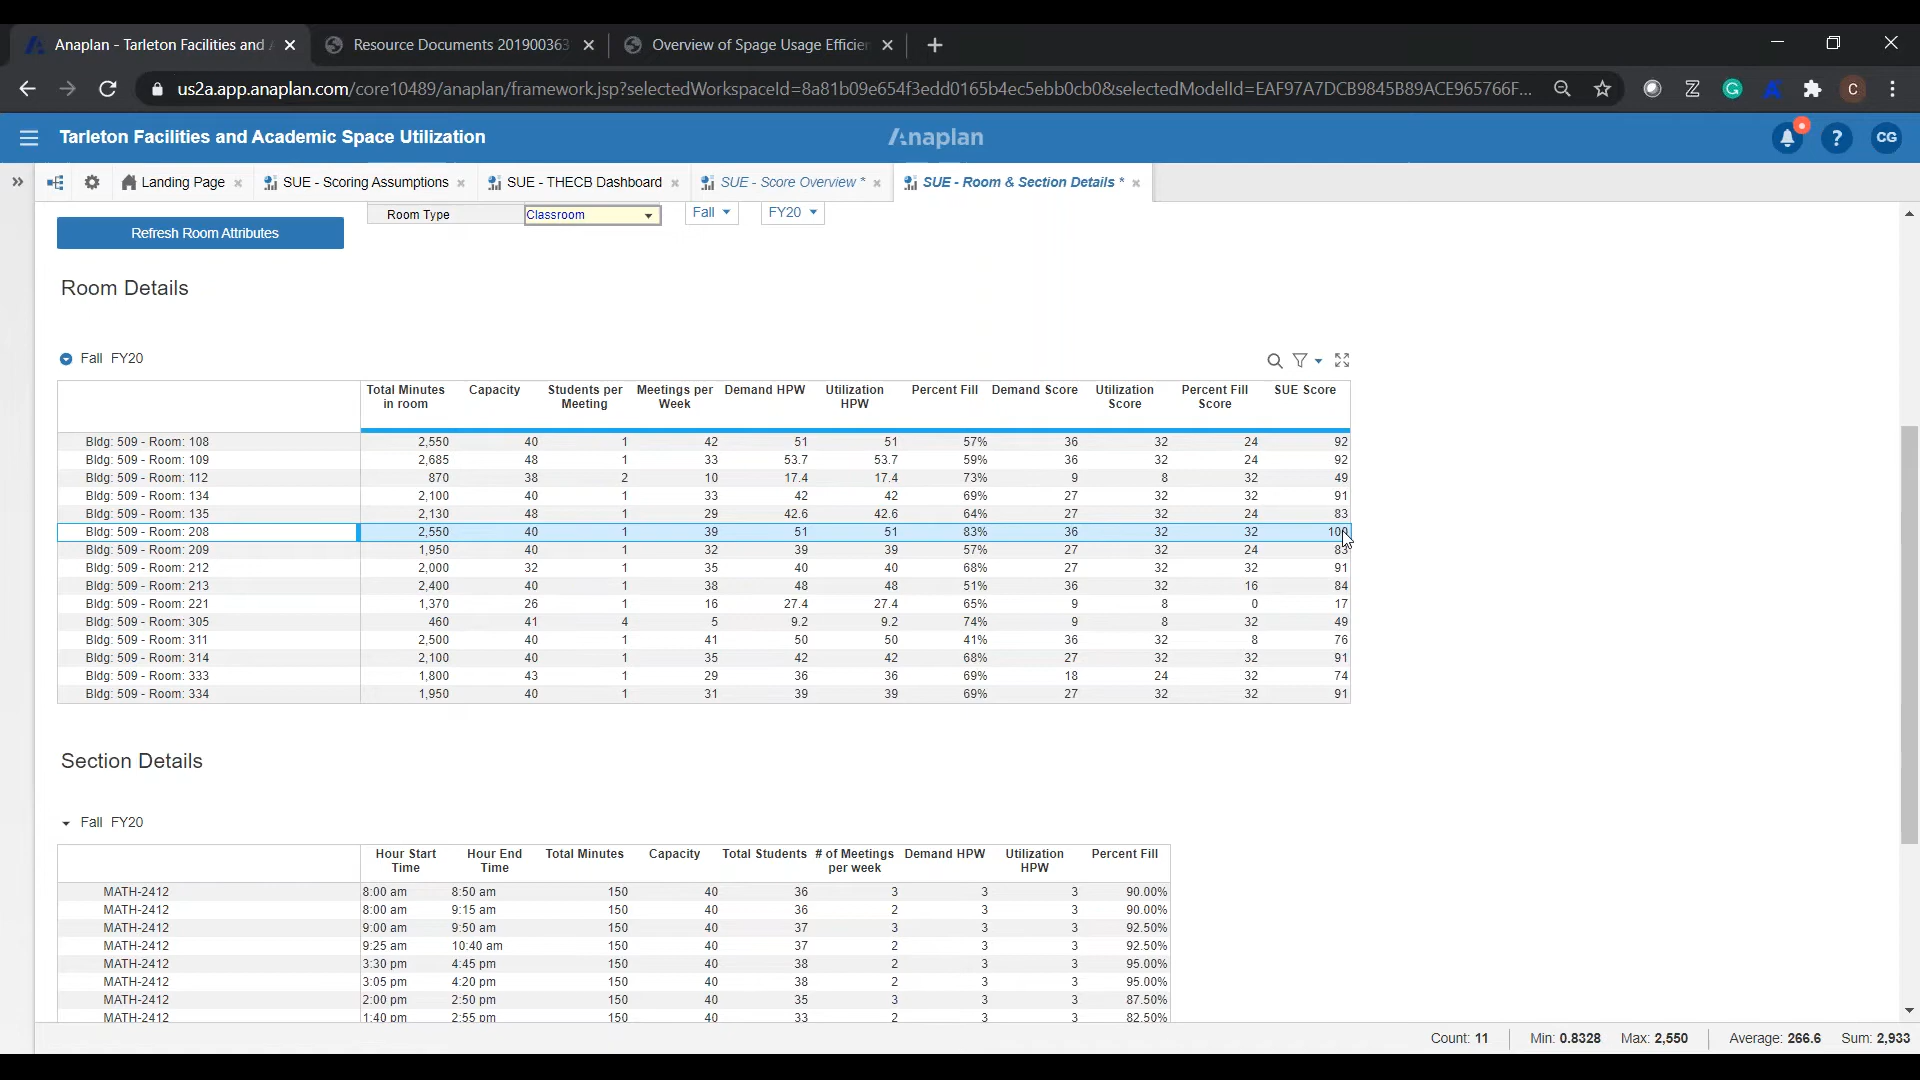 Anaplan - Tarleton Facilities and A
Resource Documents 201900363
Overview of Spage Usage Efficien
us2a.app.anaplan.com/core10489/anaplan/framework.jsp?selectedWorkspaceId=8a81b09e654f3edd0165b4ec5ebb0cb0&selectedModelId=EAF97A7DCB9845B89ACE965766F...
C
Tarleton Facilities and Academic Space Utilization
Anaplan
? CG
Landing Page
SUE - Scoring Assumptions
SUE - THECB Dashboard
SUE - Score Overview *
SUE - Room & Section Details *
Room Type Classroom Fall FY20
Refresh Room Attributes
Room Details
Fall FY20
Total Minutes in room Capacity Students per Meeting Meetings per Week Demand HPW Utilization HPW Percent Fill Demand Score Utilization Score Percent Fill Score SUE Score
Bldg: 509 - Room: 108 2,550 40 1 42 51 51 57% 36 32 24 92
Bldg: 509 - Room: 109 2,685 48 1 33 53.7 53.7 59% 36 32 24 92
Bldg: 509 - Room: 112 870 38 2 10 17.4 17.4 73% 9 8 32 49
Bldg: 509 - Room: 134 2,100 40 1 33 42 42 69% 27 32 32 91
Bldg: 509 - Room: 135 2,130 48 1 29 42.6 42.6 64% 27 32 24 83
Bldg: 509 - Room: 208 2,550 40 1 39 51 51 83% 36 32 32 100
Bldg: 509 - Room: 209 1,950 40 1 32 39 39 57% 27 32 24 83
Bldg: 509 - Room: 212 2,000 32 1 35 40 40 68% 27 32 32 91
Bldg: 509 - Room: 213 2,400 40 1 38 48 48 51% 36 32 16 84
Bldg: 509 - Room: 221 1,370 26 1 16 27.4 27.4 65% 9 8 0 17
Bldg: 509 - Room: 305 460 41 4 5 9.2 9.2 74% 9 8 32 49
Bldg: 509 - Room: 311 2,500 40 1 41 50 50 41% 36 32 8 76
Bldg: 509 - Room: 314 2,100 40 1 35 42 42 68% 27 32 32 91
Bldg: 509 - Room: 333 1,800 43 1 29 36 36 69% 18 24 32 74
Bldg: 509 - Room: 334 1,950 40 1 31 39 39 69% 27 32 32 91
Section Details
Fall FY20
Hour Start Time Hour End Time Total Minutes Capacity Total Students # of Meetings per week Demand HPW Utilization HPW Percent Fill
MATH-2412 8:00 am 8:50 am 150 40 36 3 3 3 90.00%
MATH-2412 8:00 am 9:15 am 150 40 36 2 3 3 90.00%
MATH-2412 9:00 am 9:50 am 150 40 37 3 3 3 92.50%
MATH-2412 9:25 am 10:40 am 150 40 37 2 3 3 92.50%
MATH-2412 3:30 pm 4:45 pm 150 40 38 2 3 3 95.00%
MATH-2412 3:05 pm 4:20 pm 150 40 38 2 3 3 95.00%
MATH-2412 2:00 pm 2:50 pm 150 40 35 3 3 3 87.50%
MATH-2412 1:40 pm 2:55 pm 150 40 33 2 3 3 82.50%
Count: 11 Min: 0.8328 Max: 2,550 Average: 266.6 Sum: 2,933